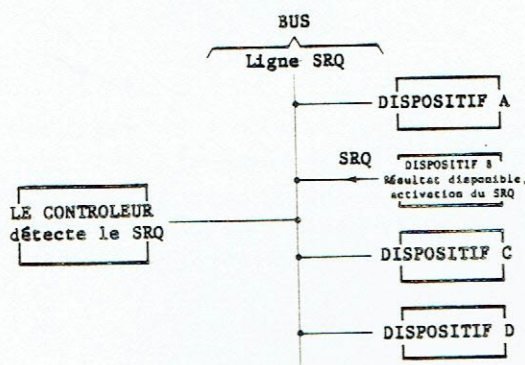 BUS
Ligne SRQ
DISPOSITIF A
SRQ
DISPOSITIF B
Résultat disponible,
activation du SRQ
LE CONTROLEUR
détecte le SRQ
DISPOSITIF C
DISPOSITIF D